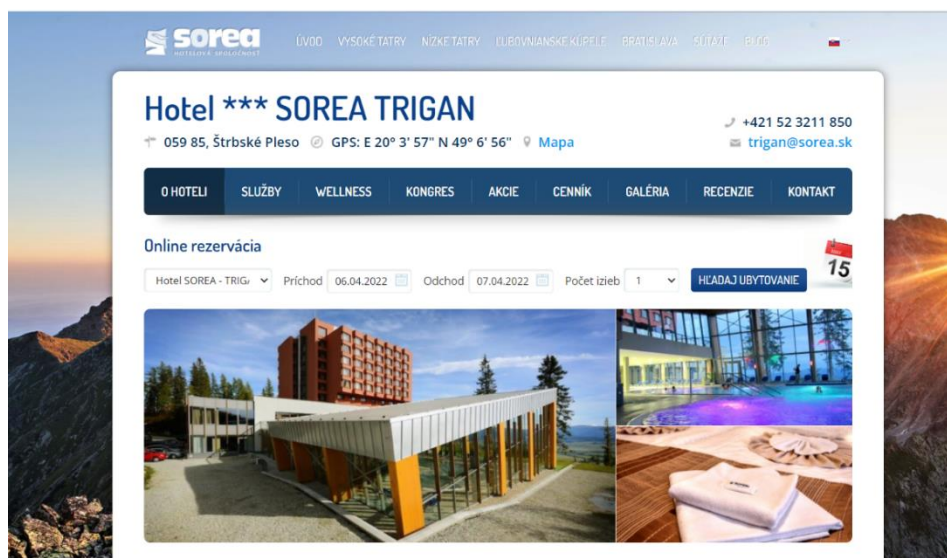 sorea
HOTELOVÁ SPOLOČNOSŤ
ÚVOD VYSOKÉ TATRY NÍZKE TATRY ĽUBOVNIANSKE KÚPELE BRATISLAVA SÚŤAŽE BLOG
Hotel *** SOREA TRIGAN
059 85, Štrbské Pleso GPS: E 20° 3' 57" N 49° 6' 56" Mapa
+421 52 3211 850
trigan@sorea.sk
O HOTELI SLUŽBY WELLNESS KONGRES AKCIE CENNÍK GALÉRIA RECENZIE KONTAKT
Online rezervácia
15
Hotel SOREA - TRIGA Príchod 06.04.2022 Odchod 07.04.2022 Počet izieb 1 HĽADAJ UBYTOVANIE